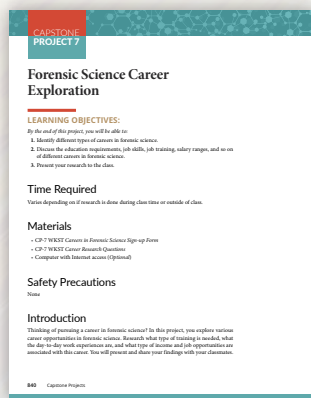 CAPSTONE
PROJECT 7
Forensic Science Career
Exploration
LEARNING OBJECTIVES:
By the end of this project, you will be able to:
1. Identify different types of careers in forensic science.
2. Discuss the education requirements, job skills, job training, salary ranges, and so on
of different careers in forensic science.
3. Present your research to the class.
Time Required
Varies depending on if research is done during class time or outside of class.
Materials
• CP-7 WKST Careers in Forensic Science Sign-up Form
• CP-7 WKST Career Research Questions
• Computer with Internet access (Optional)
Safety Precautions
None
Introduction
Thinking of pursuing a career in forensic science? In this project, you explore various
career opportunities in forensic science. Research what type of training is needed, what
the day-to-day work experiences are, and what type of income and job opportunities are
associated with this career. You will present and share your findings with your classmates.
840 Capstone Projects